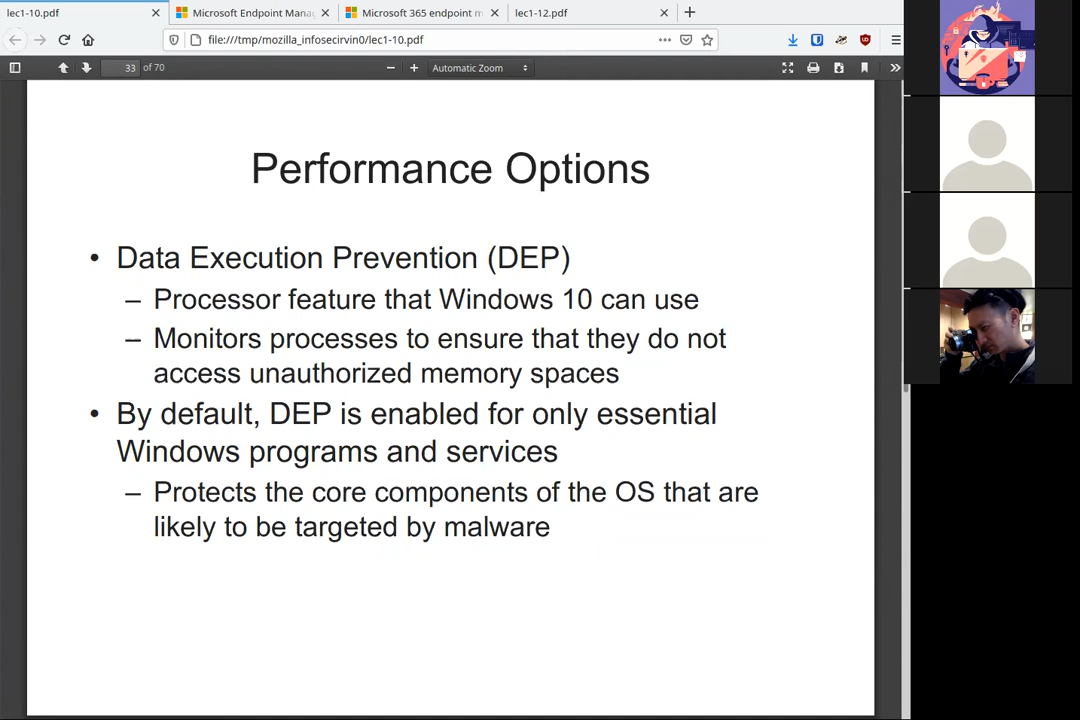 lec1-10.pdf
Microsoft Endpoint Mana
Microsoft 365 endpoint m
lec1-12.pdf
file:///tmp/mozilla_infosecirvin0/lec1-10.pdf
33 of 70
Automatic Zoom
Performance Options
• Data Execution Prevention (DEP)
– Processor feature that Windows 10 can use
– Monitors processes to ensure that they do not
access unauthorized memory spaces
• By default, DEP is enabled for only essential
Windows programs and services
– Protects the core components of the OS that are
likely to be targeted by malware